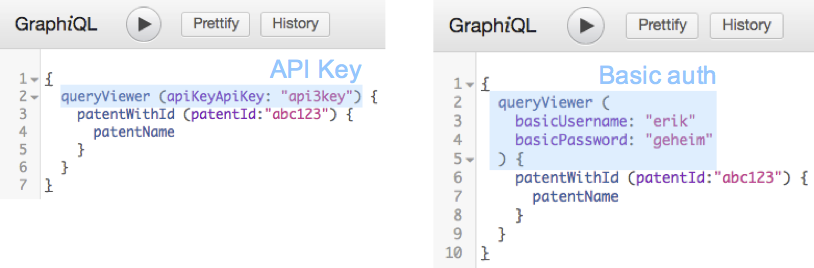 GraphiQL Prettify History
API Key
1 {
2 queryViewer (apiKeyApiKey: "api3key") {
3 patentWithId (patentId:"abc123") {
4 patentName
5 }
6 }
7 }
GraphiQL Prettify History
Basic auth
1 {
2 queryViewer (
3 basicUsername: "erik"
4 basicPassword: "geheim"
5 ) {
6 patentWithId (patentId:"abc123") {
7 patentName
8 }
9 }
10 }